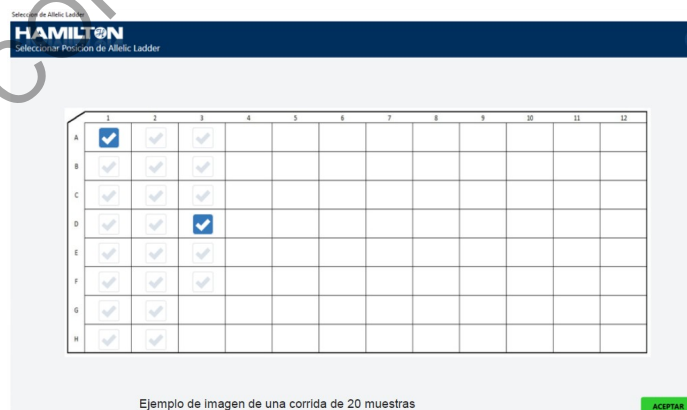 Selección de Allelic Ladder
HAMILTON
Seleccionar Posicion de Allelic Ladder
1 2 3 4 5 6 7 8 9 10 11 12
A
B
C
D
E
F
G
H
Ejemplo de imagen de una corrida de 20 muestras
ACEPTAR